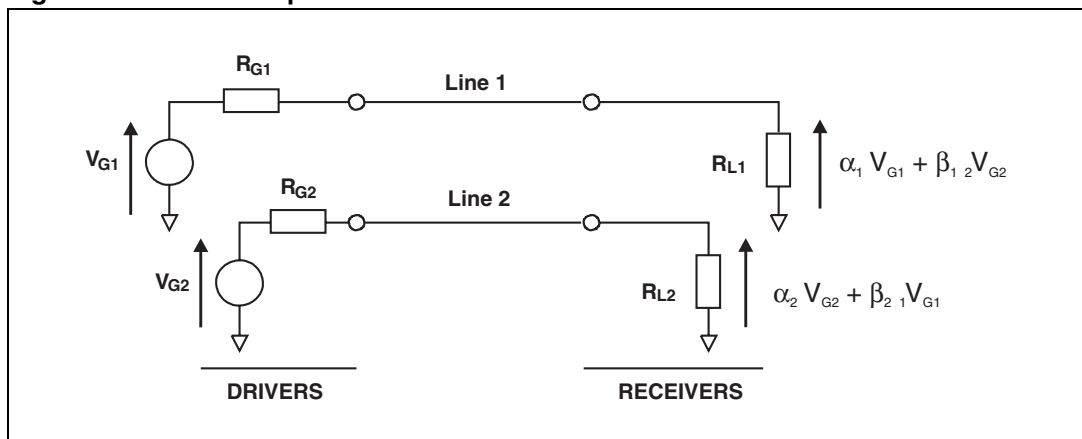 R_G1
Line 1
V_G1
R_L1
α₁ V_G1 + β₁ ₂V_G2
R_G2
Line 2
V_G2
R_L2
α₂ V_G2 + β₂ ₁V_G1
DRIVERS
RECEIVERS